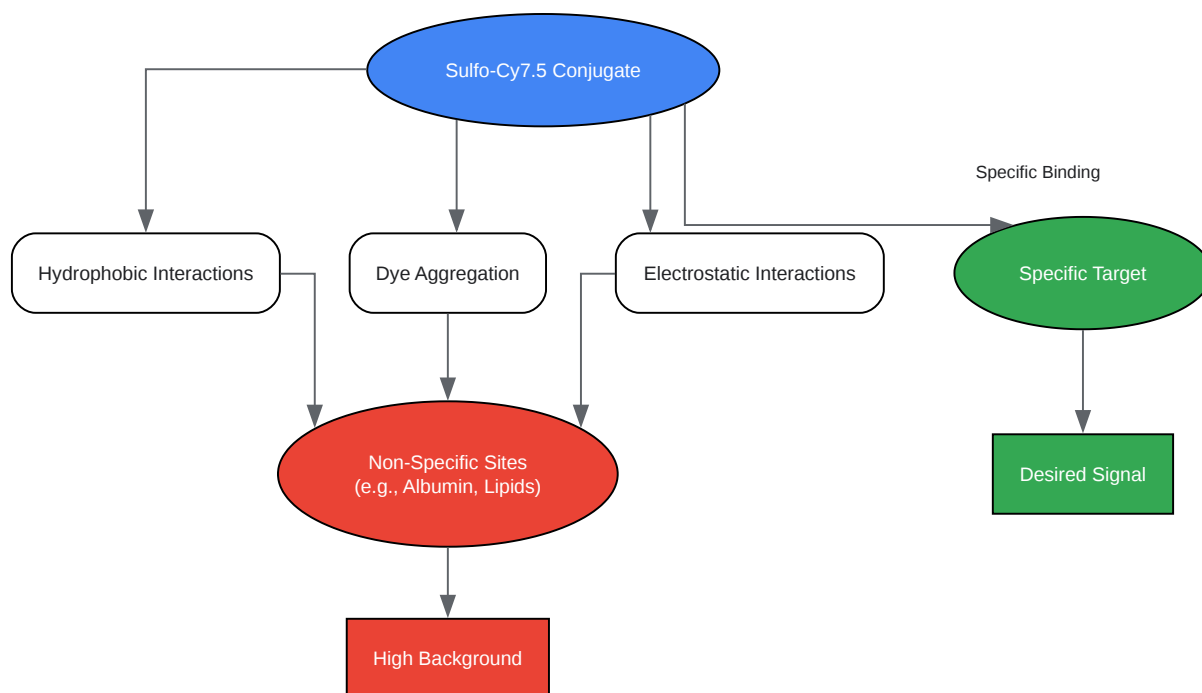 Sulfo-Cy7.5 Conjugate
Specific Binding
Hydrophobic Interactions
Dye Aggregation
Electrostatic Interactions
Specific Target
Non-Specific Sites
(e.g., Albumin, Lipids)
Desired Signal
High Background